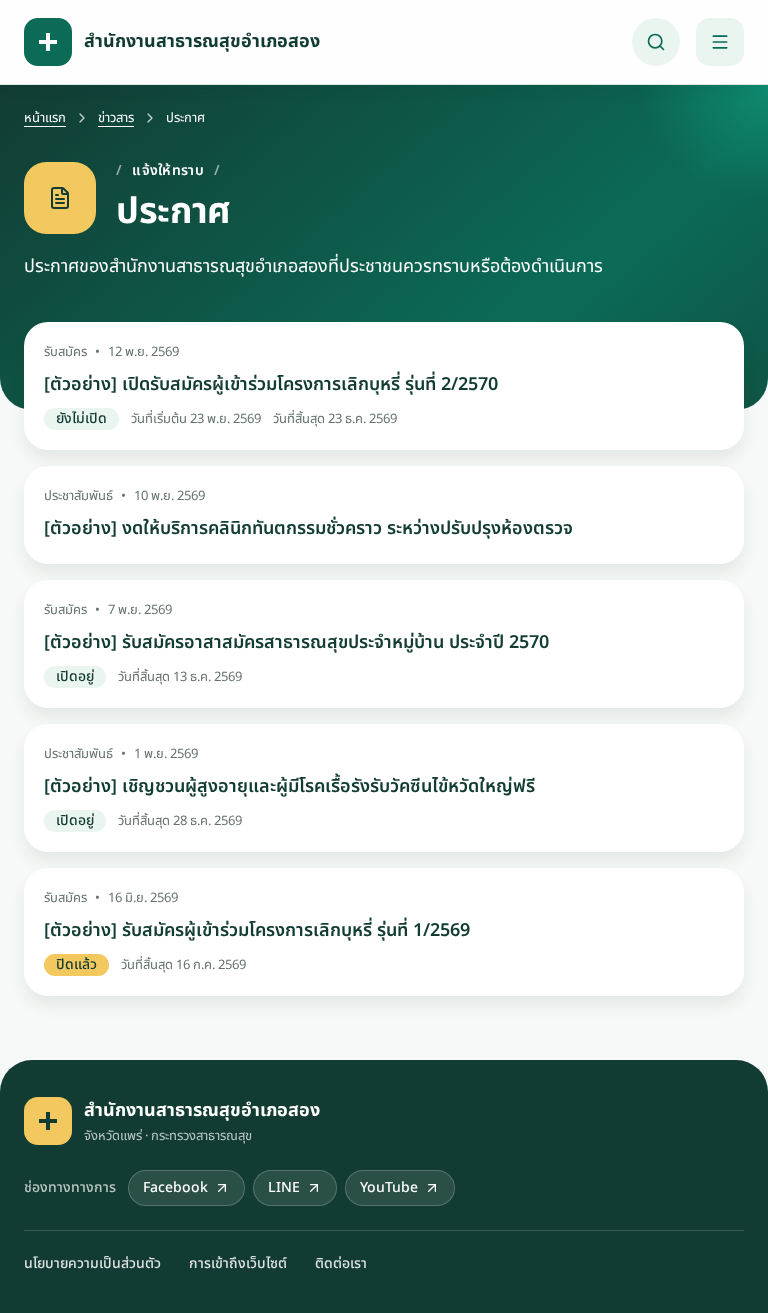 สำนักงานสาธารณสุขอำเภอสอง
หน้าแรก > ข่าวสาร > ประกาศ
/ แจ้งให้ทราบ /
ประกาศ
ประกาศของสำนักงานสาธารณสุขอำเภอสองที่ประชาชนควรทราบหรือต้องดำเนินการ
รับสมัคร • 12 พ.ย. 2569
[ตัวอย่าง] เปิดรับสมัครผู้เข้าร่วมโครงการเลิกบุหรี่ รุ่นที่ 2/2570
ยังไม่เปิด วันที่เริ่มต้น 23 พ.ย. 2569 วันที่สิ้นสุด 23 ธ.ค. 2569
ประชาสัมพันธ์ • 10 พ.ย. 2569
[ตัวอย่าง] งดให้บริการคลินิกทันตกรรมชั่วคราว ระหว่างปรับปรุงห้องตรวจ
รับสมัคร • 7 พ.ย. 2569
[ตัวอย่าง] รับสมัครอาสาสมัครสาธารณสุขประจำหมู่บ้าน ประจำปี 2570
เปิดอยู่ วันที่สิ้นสุด 13 ธ.ค. 2569
ประชาสัมพันธ์ • 1 พ.ย. 2569
[ตัวอย่าง] เชิญชวนผู้สูงอายุและผู้มีโรคเรื้อรังรับวัคซีนไข้หวัดใหญ่ฟรี
เปิดอยู่ วันที่สิ้นสุด 28 ธ.ค. 2569
รับสมัคร • 16 มิ.ย. 2569
[ตัวอย่าง] รับสมัครผู้เข้าร่วมโครงการเลิกบุหรี่ รุ่นที่ 1/2569
ปิดแล้ว วันที่สิ้นสุด 16 ก.ค. 2569
สำนักงานสาธารณสุขอำเภอสอง
จังหวัดแพร่ · กระทรวงสาธารณสุข
ช่องทางทางการ Facebook LINE YouTube
นโยบายความเป็นส่วนตัว การเข้าถึงเว็บไซต์ ติดต่อเรา